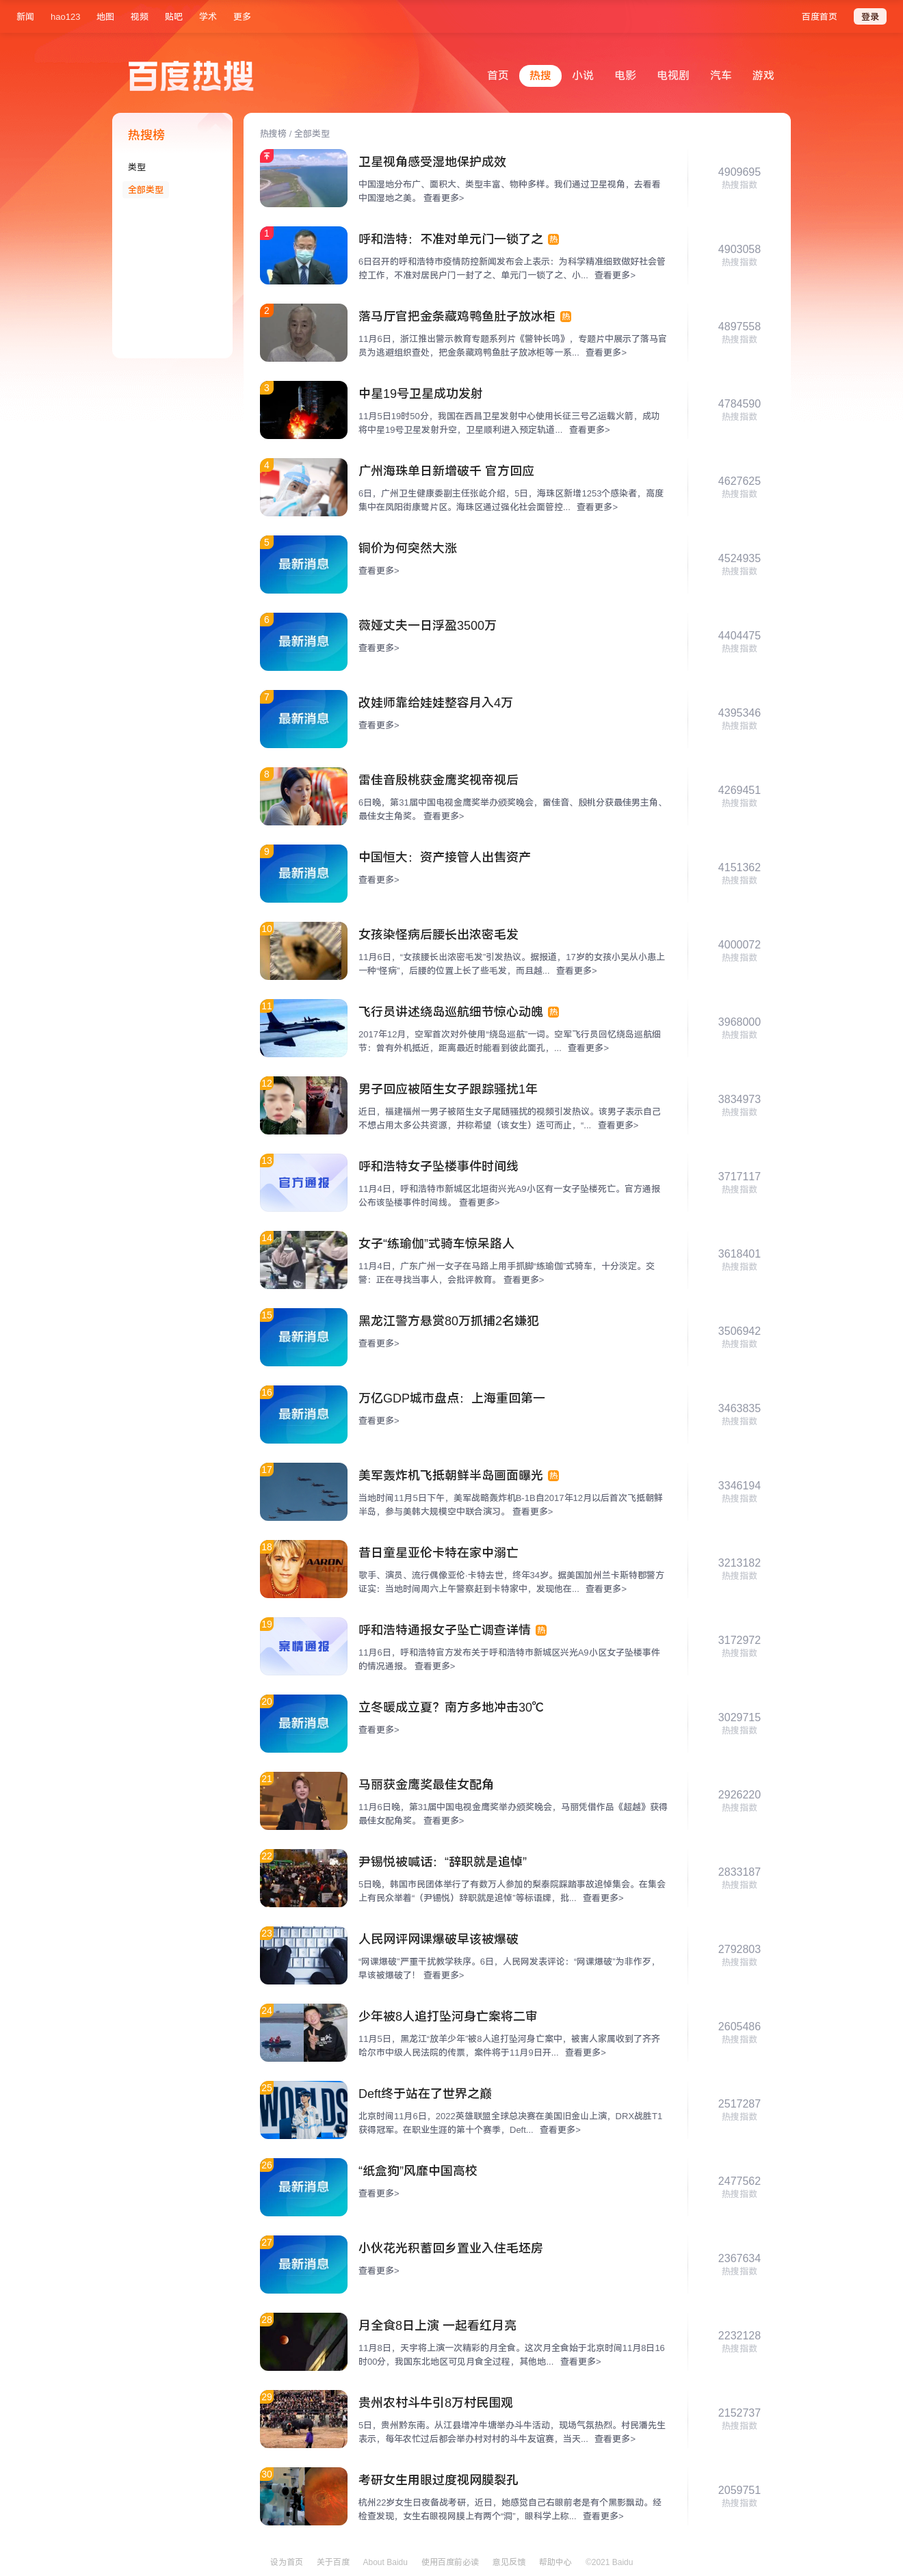 新闻 hao123 地图 视频 贴吧 学术 更多 百度首页 登录
百度热搜 首页 热搜 小说 电影 电视剧 汽车 游戏
热搜榜
类型
全部类型
热搜榜 / 全部类型
卫星视角感受湿地保护成效
中国湿地分布广、面积大、类型丰富、物种多样。我们通过卫星视角，去看看
中国湿地之美。 查看更多>
4909695
热搜指数
1
呼和浩特：不准对单元门一锁了之 热
6日召开的呼和浩特市疫情防控新闻发布会上表示：为科学精准细致做好社会管
控工作，不准对居民户门一封了之、单元门一锁了之、小... 查看更多>
4903058
热搜指数
2
落马厅官把金条藏鸡鸭鱼肚子放冰柜 热
11月6日，浙江推出警示教育专题系列片《警钟长鸣》，专题片中展示了落马官
员为逃避组织查处，把金条藏鸡鸭鱼肚子放冰柜等一系... 查看更多>
4897558
热搜指数
3
中星19号卫星成功发射
11月5日19时50分，我国在西昌卫星发射中心使用长征三号乙运载火箭，成功
将中星19号卫星发射升空，卫星顺利进入预定轨道... 查看更多>
4784590
热搜指数
4
广州海珠单日新增破千 官方回应
6日，广州卫生健康委副主任张屹介绍，5日，海珠区新增1253个感染者，高度
集中在凤阳街康鹭片区。海珠区通过强化社会面管控... 查看更多>
4627625
热搜指数
5
最新消息
铜价为何突然大涨
查看更多>
4524935
热搜指数
6
最新消息
薇娅丈夫一日浮盈3500万
查看更多>
4404475
热搜指数
7
最新消息
改娃师靠给娃娃整容月入4万
查看更多>
4395346
热搜指数
8
雷佳音殷桃获金鹰奖视帝视后
6日晚，第31届中国电视金鹰奖举办颁奖晚会，雷佳音、殷桃分获最佳男主角、
最佳女主角奖。 查看更多>
4269451
热搜指数
9
最新消息
中国恒大：资产接管人出售资产
查看更多>
4151362
热搜指数
10
女孩染怪病后腰长出浓密毛发
11月6日，“女孩腰长出浓密毛发”引发热议。据报道，17岁的女孩小吴从小患上
一种“怪病”，后腰的位置上长了些毛发，而且越... 查看更多>
4000072
热搜指数
11
飞行员讲述绕岛巡航细节惊心动魄 热
2017年12月，空军首次对外使用“绕岛巡航”一词。空军飞行员回忆绕岛巡航细
节：曾有外机抵近，距离最近时能看到彼此面孔，... 查看更多>
3968000
热搜指数
12
男子回应被陌生女子跟踪骚扰1年
近日，福建福州一男子被陌生女子尾随骚扰的视频引发热议。该男子表示自己
不想占用太多公共资源，并称希望（该女生）适可而止，“... 查看更多>
3834973
热搜指数
13
官方通报
呼和浩特女子坠楼事件时间线
11月4日，呼和浩特市新城区北垣街兴光A9小区有一女子坠楼死亡。官方通报
公布该坠楼事件时间线。 查看更多>
3717117
热搜指数
14
女子“练瑜伽”式骑车惊呆路人
11月4日，广东广州一女子在马路上用手抓脚“练瑜伽”式骑车，十分淡定。交
警：正在寻找当事人，会批评教育。 查看更多>
3618401
热搜指数
15
最新消息
黑龙江警方悬赏80万抓捕2名嫌犯
查看更多>
3506942
热搜指数
16
最新消息
万亿GDP城市盘点：上海重回第一
查看更多>
3463835
热搜指数
17
美军轰炸机飞抵朝鲜半岛画面曝光 热
当地时间11月5日下午，美军战略轰炸机B-1B自2017年12月以后首次飞抵朝鲜
半岛，参与美韩大规模空中联合演习。 查看更多>
3346194
热搜指数
18
AARON
昔日童星亚伦卡特在家中溺亡
歌手、演员、流行偶像亚伦·卡特去世，终年34岁。据美国加州兰卡斯特郡警方
证实：当地时间周六上午警察赶到卡特家中，发现他在... 查看更多>
3213182
热搜指数
19
案情通报
呼和浩特通报女子坠亡调查详情 热
11月6日，呼和浩特官方发布关于呼和浩特市新城区兴光A9小区女子坠楼事件
的情况通报。 查看更多>
3172972
热搜指数
20
最新消息
立冬暖成立夏？南方多地冲击30℃
查看更多>
3029715
热搜指数
21
马丽获金鹰奖最佳女配角
11月6日晚，第31届中国电视金鹰奖举办颁奖晚会，马丽凭借作品《超越》获得
最佳女配角奖。 查看更多>
2926220
热搜指数
22
尹锡悦被喊话：“辞职就是追悼”
5日晚，韩国市民团体举行了有数万人参加的梨泰院踩踏事故追悼集会。在集会
上有民众举着“（尹锡悦）辞职就是追悼”等标语牌，批... 查看更多>
2833187
热搜指数
23
人民网评网课爆破早该被爆破
“网课爆破”严重干扰教学秩序。6日，人民网发表评论：“网课爆破”为非作歹，
早该被爆破了！ 查看更多>
2792803
热搜指数
24
少年被8人追打坠河身亡案将二审
11月5日，黑龙江“放羊少年”被8人追打坠河身亡案中，被害人家属收到了齐齐
哈尔市中级人民法院的传票，案件将于11月9日开... 查看更多>
2605486
热搜指数
25
WORLDS
Deft终于站在了世界之巅
北京时间11月6日，2022英雄联盟全球总决赛在美国旧金山上演，DRX战胜T1
获得冠军。在职业生涯的第十个赛季，Deft... 查看更多>
2517287
热搜指数
26
最新消息
“纸盒狗”风靡中国高校
查看更多>
2477562
热搜指数
27
最新消息
小伙花光积蓄回乡置业入住毛坯房
查看更多>
2367634
热搜指数
28
月全食8日上演 一起看红月亮
11月8日，天宇将上演一次精彩的月全食。这次月全食始于北京时间11月8日16
时00分，我国东北地区可见月食全过程，其他地... 查看更多>
2232128
热搜指数
29
贵州农村斗牛引8万村民围观
5日，贵州黔东南。从江县增冲牛塘举办斗牛活动，现场气氛热烈。村民潘先生
表示，每年农忙过后都会举办村对村的斗牛友谊赛，当天... 查看更多>
2152737
热搜指数
30
考研女生用眼过度视网膜裂孔
杭州22岁女生日夜备战考研，近日，她感觉自己右眼前老是有个黑影飘动。经
检查发现，女生右眼视网膜上有两个“洞”，眼科学上称... 查看更多>
2059751
热搜指数
设为首页 关于百度 About Baidu 使用百度前必读 意见反馈 帮助中心 ©2021 Baidu